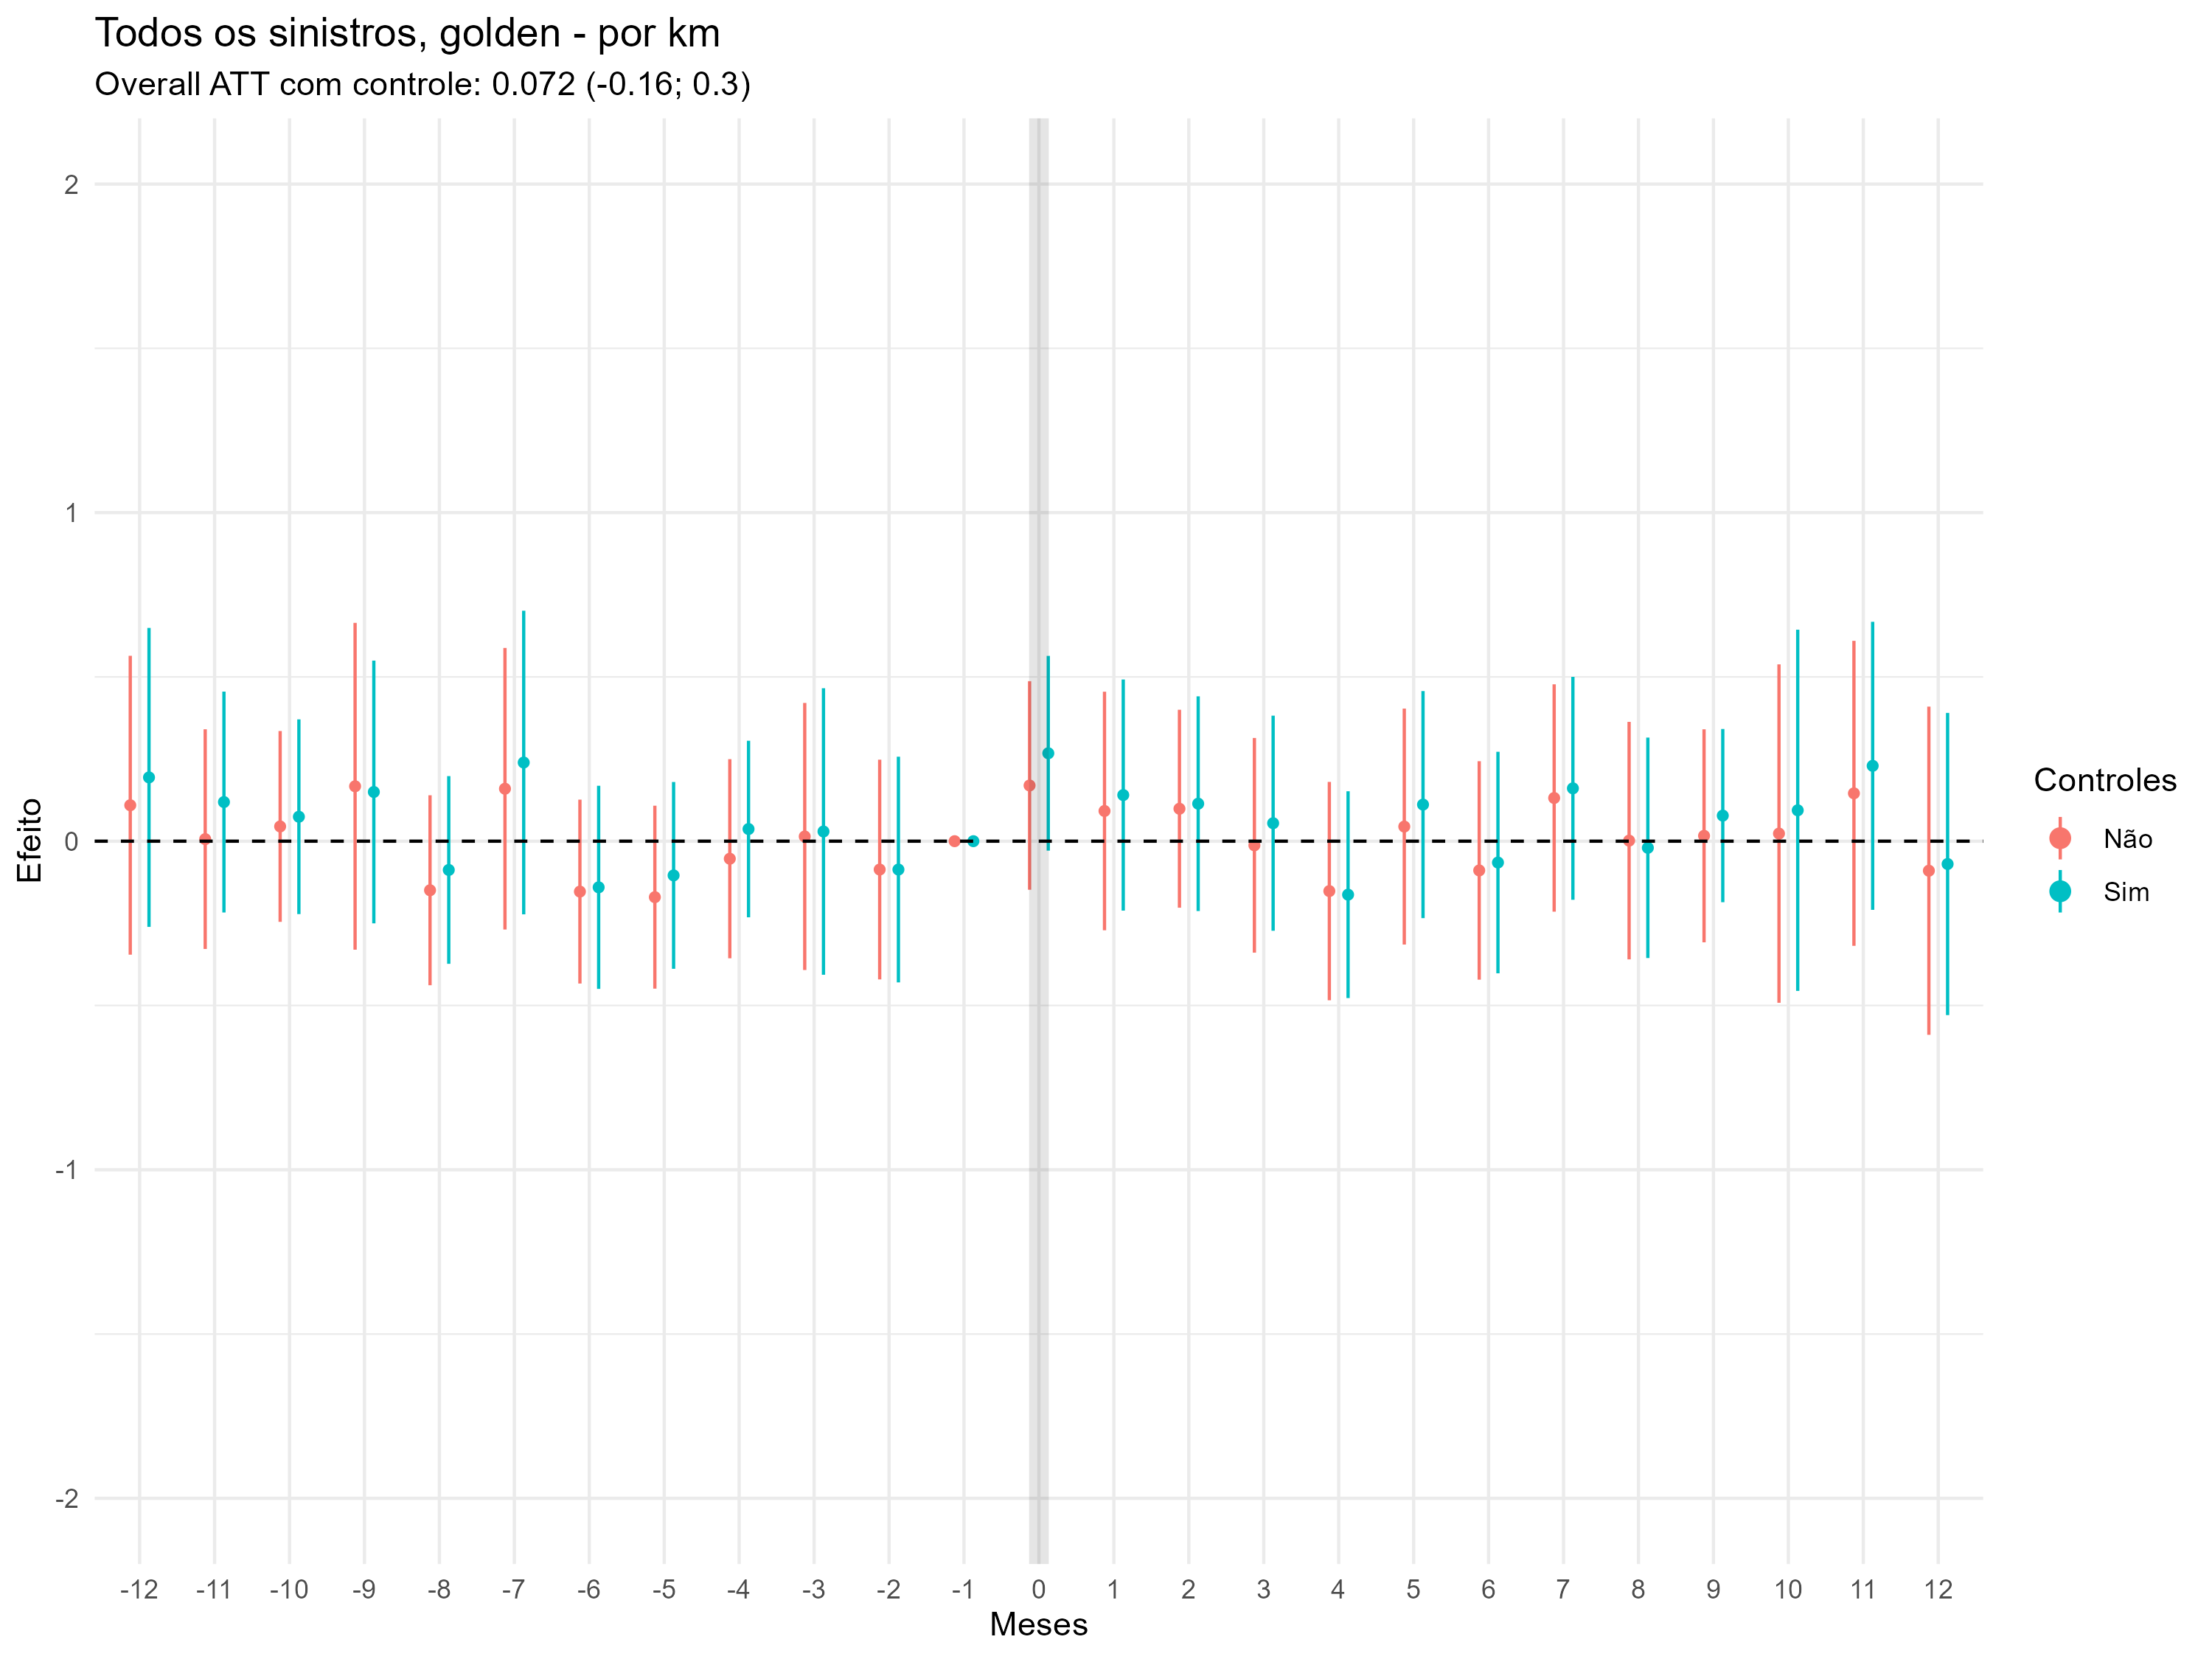 Todos os sinistros, golden - por km
Overall ATT com controle: 0.072 (-0.16; 0.3)
2
1
0
-1
-2
Efeito
-12 -11 -10 -9 -8 -7 -6 -5 -4 -3 -2 -1 0 1 2 3 4 5 6 7 8 9 10 11 12
Meses
Controles
Não
Sim